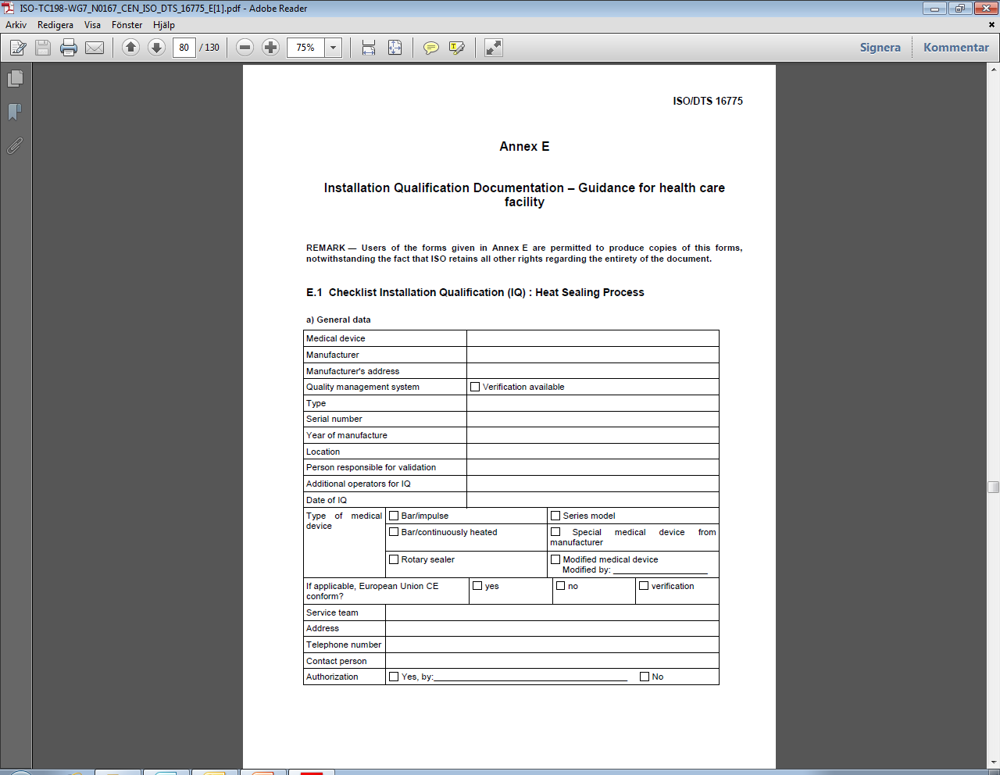 ISO-TC198-WG7_N0167_CEN_ISO_DTS_16775_E[1].pdf - Adobe Reader
Arkiv Redigera Visa Fönster Hjälp
80 / 130 75% Signera Kommentar
ISO/DTS 16775
Annex E
Installation Qualification Documentation – Guidance for health care
facility
REMARK — Users of the forms given in Annex E are permitted to produce copies of this forms,
notwithstanding the fact that ISO retains all other rights regarding the entirety of the document.
E.1 Checklist Installation Qualification (IQ) : Heat Sealing Process
a) General data
Medical device
Manufacturer
Manufacturer's address
Quality management system Verification available
Type
Serial number
Year of manufacture
Location
Person responsible for validation
Additional operators for IQ
Date of IQ
Type of medical device
Bar/impulse Series model
Bar/continuously heated Special medical device from
manufacturer
Rotary sealer Modified medical device
Modified by: ____________________
If applicable, European Union CE
conform? yes no verification
Service team
Address
Telephone number
Contact person
Authorization Yes, by:_________________________________________ No